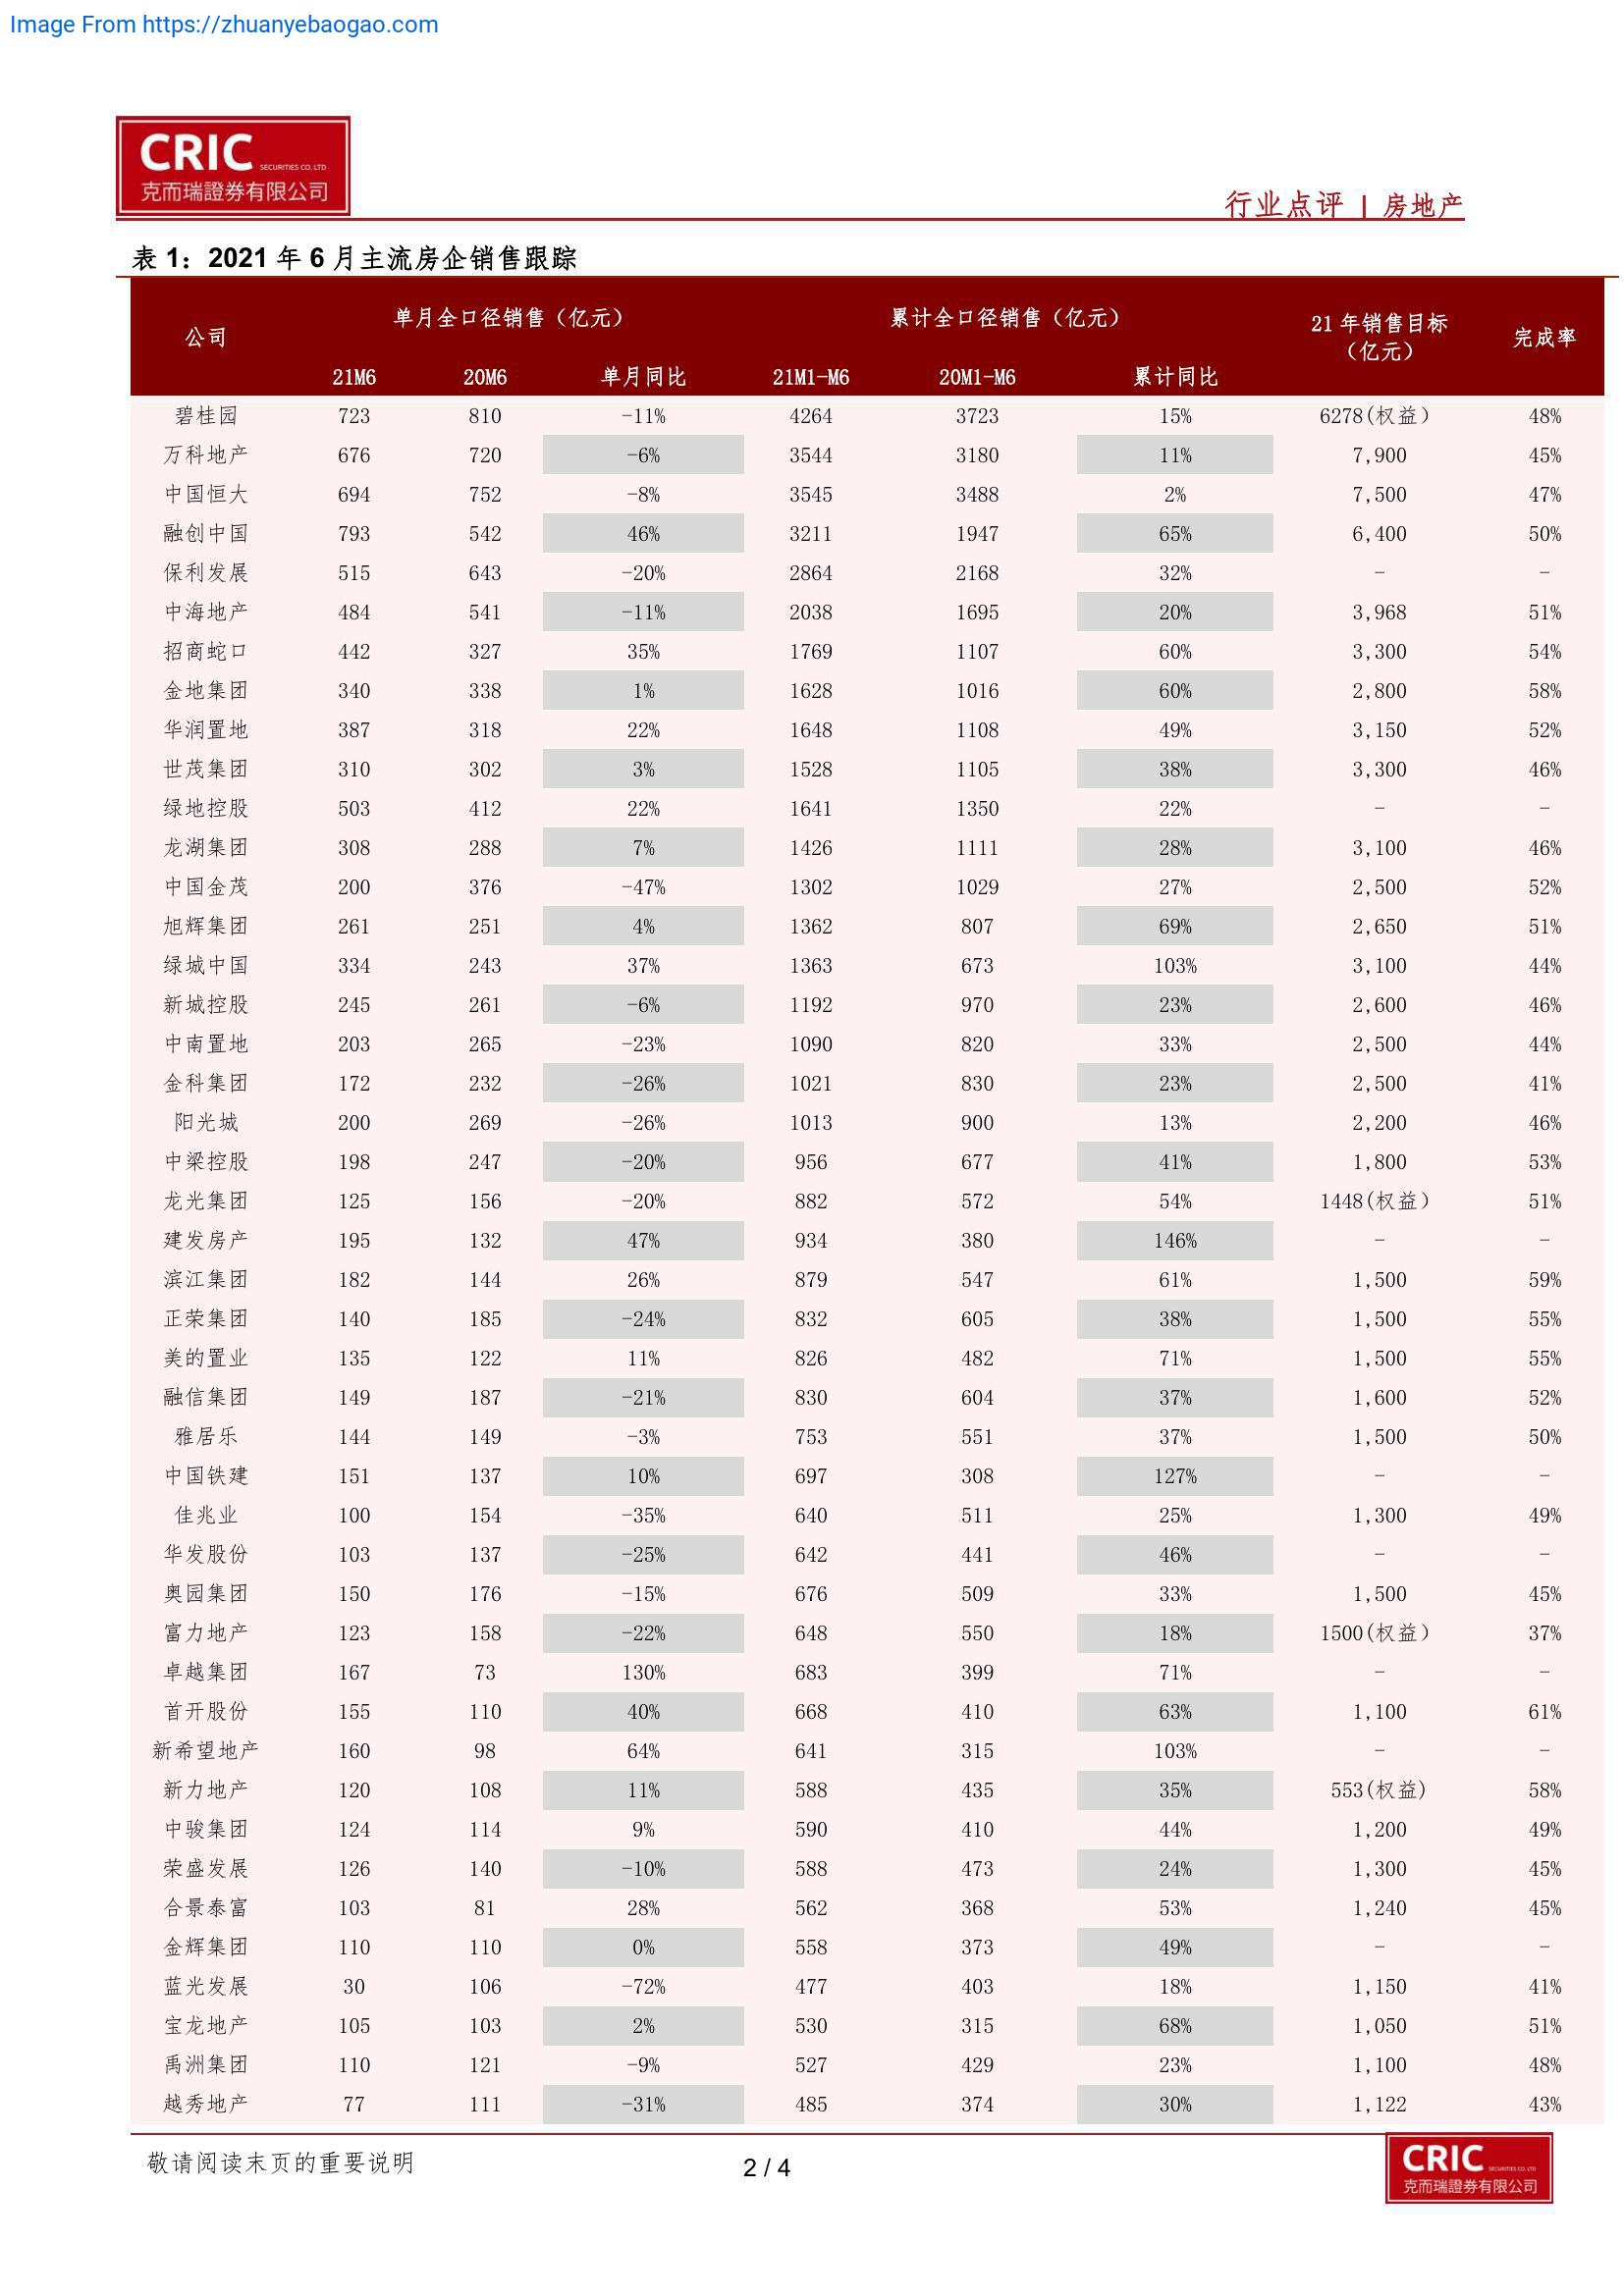 Image From https://zhuanyebaogao.com
CRIC SECURITIES CO. LTD
克而瑞證券有限公司
行业点评 | 房地产
表 1：2021 年 6 月主流房企销售跟踪
公司 单月全口径销售（亿元） 累计全口径销售（亿元） 21 年销售目标（亿元） 完成率
21M6 20M6 单月同比 21M1-M6 20M1-M6 累计同比
碧桂园 723 810 -11% 4264 3723 15% 6278(权益) 48%
万科地产 676 720 -6% 3544 3180 11% 7,900 45%
中国恒大 694 752 -8% 3545 3488 2% 7,500 47%
融创中国 793 542 46% 3211 1947 65% 6,400 50%
保利发展 515 643 -20% 2864 2168 32% - -
中海地产 484 541 -11% 2038 1695 20% 3,968 51%
招商蛇口 442 327 35% 1769 1107 60% 3,300 54%
金地集团 340 338 1% 1628 1016 60% 2,800 58%
华润置地 387 318 22% 1648 1108 49% 3,150 52%
世茂集团 310 302 3% 1528 1105 38% 3,300 46%
绿地控股 503 412 22% 1641 1350 22% - -
龙湖集团 308 288 7% 1426 1111 28% 3,100 46%
中国金茂 200 376 -47% 1302 1029 27% 2,500 52%
旭辉集团 261 251 4% 1362 807 69% 2,650 51%
绿城中国 334 243 37% 1363 673 103% 3,100 44%
新城控股 245 261 -6% 1192 970 23% 2,600 46%
中南置地 203 265 -23% 1090 820 33% 2,500 44%
金科集团 172 232 -26% 1021 830 23% 2,500 41%
阳光城 200 269 -26% 1013 900 13% 2,200 46%
中梁控股 198 247 -20% 956 677 41% 1,800 53%
龙光集团 125 156 -20% 882 572 54% 1448(权益) 51%
建发房产 195 132 47% 934 380 146% - -
滨江集团 182 144 26% 879 547 61% 1,500 59%
正荣集团 140 185 -24% 832 605 38% 1,500 55%
美的置业 135 122 11% 826 482 71% 1,500 55%
融信集团 149 187 -21% 830 604 37% 1,600 52%
雅居乐 144 149 -3% 753 551 37% 1,500 50%
中国铁建 151 137 10% 697 308 127% - -
佳兆业 100 154 -35% 640 511 25% 1,300 49%
华发股份 103 137 -25% 642 441 46% - -
奥园集团 150 176 -15% 676 509 33% 1,500 45%
富力地产 123 158 -22% 648 550 18% 1500(权益) 37%
卓越集团 167 73 130% 683 399 71% - -
首开股份 155 110 40% 668 410 63% 1,100 61%
新希望地产 160 98 64% 641 315 103% - -
新力地产 120 108 11% 588 435 35% 553(权益) 58%
中骏集团 124 114 9% 590 410 44% 1,200 49%
荣盛发展 126 140 -10% 588 473 24% 1,300 45%
合景泰富 103 81 28% 562 368 53% 1,240 45%
金辉集团 110 110 0% 558 373 49% - -
蓝光发展 30 106 -72% 477 403 18% 1,150 41%
宝龙地产 105 103 2% 530 315 68% 1,050 51%
禹洲集团 110 121 -9% 527 429 23% 1,100 48%
越秀地产 77 111 -31% 485 374 30% 1,122 43%
敬请阅读末页的重要说明 2 / 4
CRIC SECURITIES CO. LTD
克而瑞證券有限公司